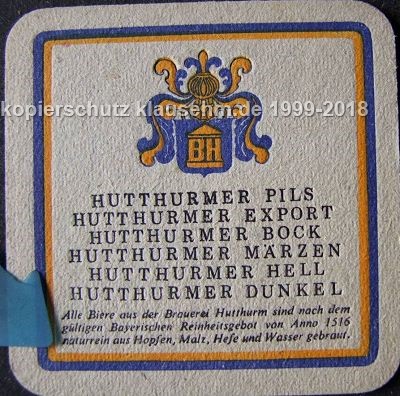 kopierschutz klausehm.de 1999-2018
BH
HUTTHURMER PILS
HUTTHURMER EXPORT
HUTTHURMER BOCK
HUTTHURMER MÄRZEN
HUTTHURMER HELL
HUTTHURMER DUNKEL
Alle Biere aus der Brauerei Hutthurm sind nach dem
gültigen Bayerischen Reinheitsgebot von Anno 1516
naturrein aus Hopfen, Malz, Hefe und Wasser gebraut.